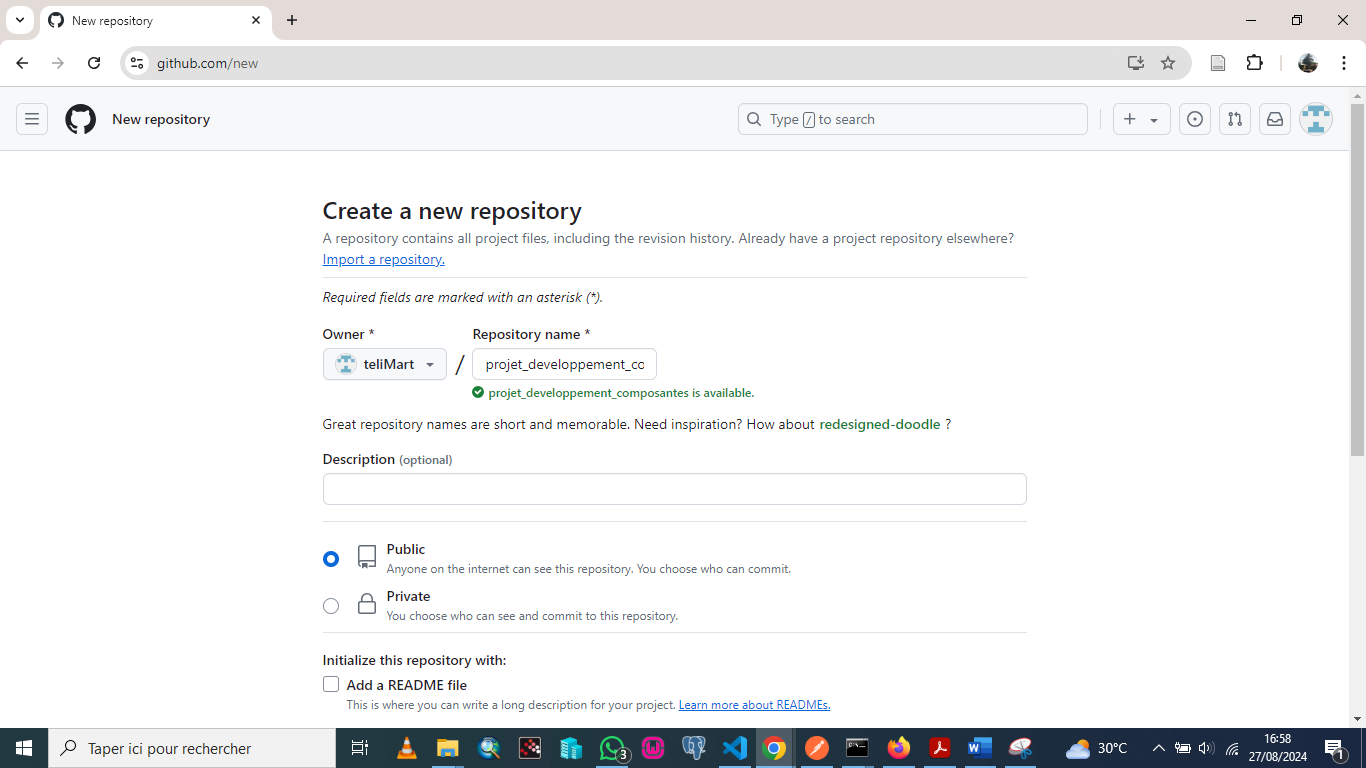 New repository
github.com/new
New repository
Type / to search
Create a new repository
A repository contains all project files, including the revision history. Already have a project repository elsewhere?
Import a repository.
Required fields are marked with an asterisk (*).
Owner * Repository name *
teliMart / projet_developpement_co
projet_developpement_composantes is available.
Great repository names are short and memorable. Need inspiration? How about redesigned-doodle ?
Description (optional)
Public
Anyone on the internet can see this repository. You choose who can commit.
Private
You choose who can see and commit to this repository.
Initialize this repository with:
Add a README file
This is where you can write a long description for your project. Learn more about READMEs.
Taper ici pour rechercher
3
30°C
16:58
27/08/2024
1